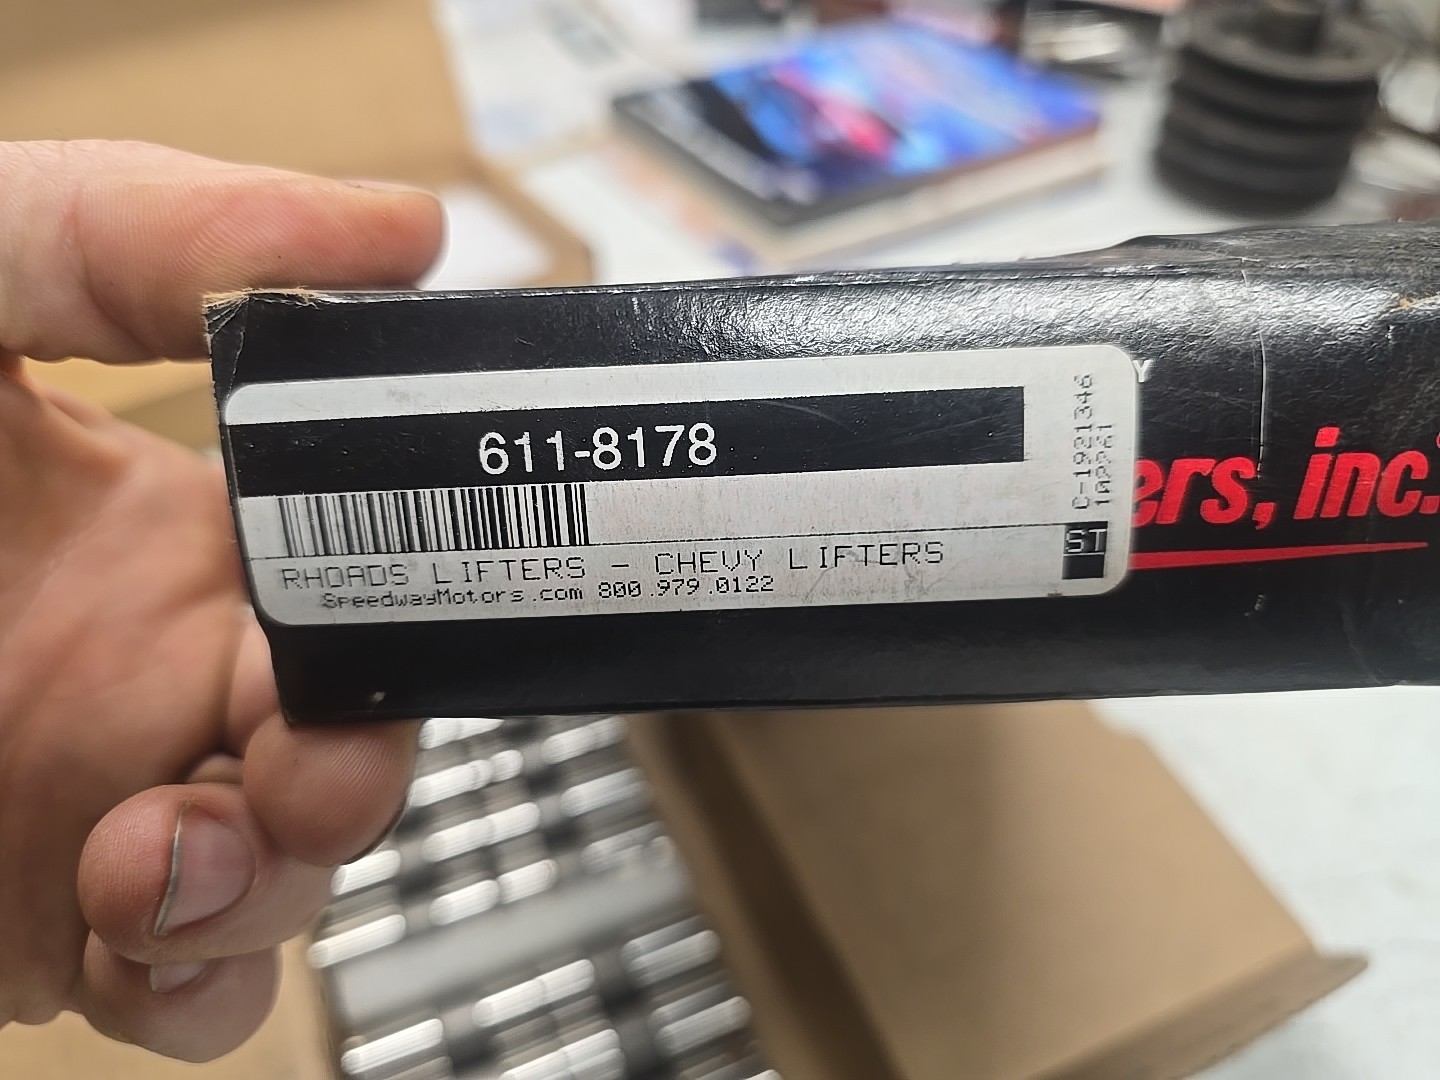 611-8178
RHOADS LIFTERS - CHEVY LIFTERS
SpeedwayMotors.com 800.979.0122
C-1921346
ST
Y
ers, inc.